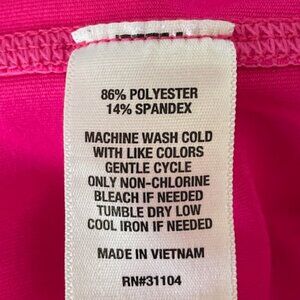 86% POLYESTER
14% SPANDEX
MACHINE WASH COLD
WITH LIKE COLORS
GENTLE CYCLE
ONLY NON-CHLORINE
BLEACH IF NEEDED
TUMBLE DRY LOW
COOL IRON IF NEEDED
MADE IN VIETNAM
RN#31104